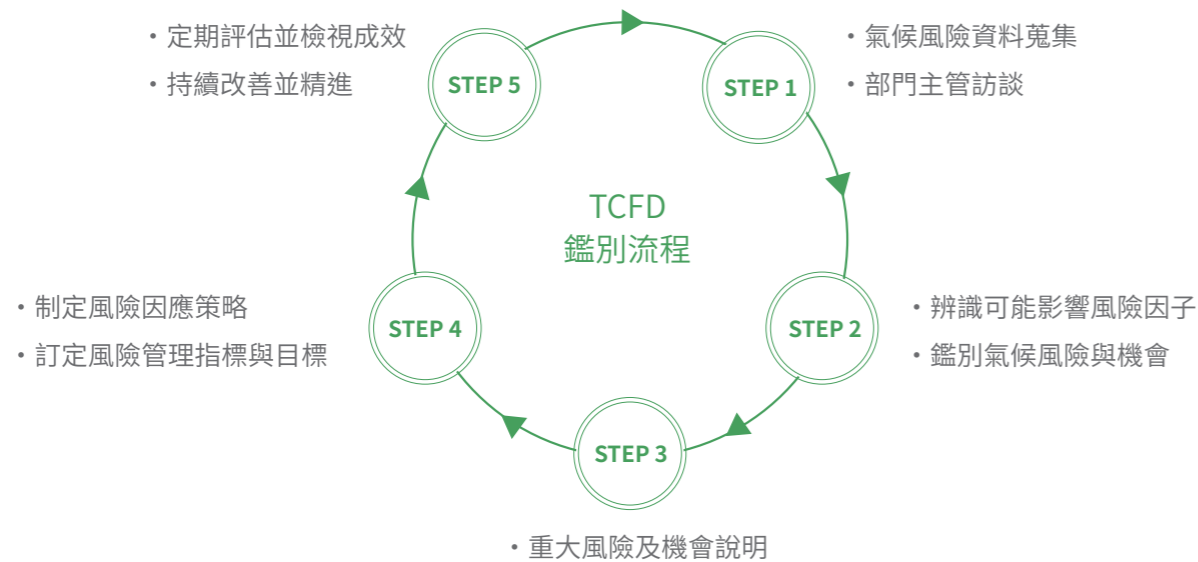 TCFD
鑑別流程
STEP 1
・氣候風險資料蒐集
・部門主管訪談
STEP 2
・辨識可能影響風險因子
・鑑別氣候風險與機會
STEP 3
・重大風險及機會說明
STEP 4
・制定風險因應策略
・訂定風險管理指標與目標
STEP 5
・定期評估並檢視成效
・持續改善並精進